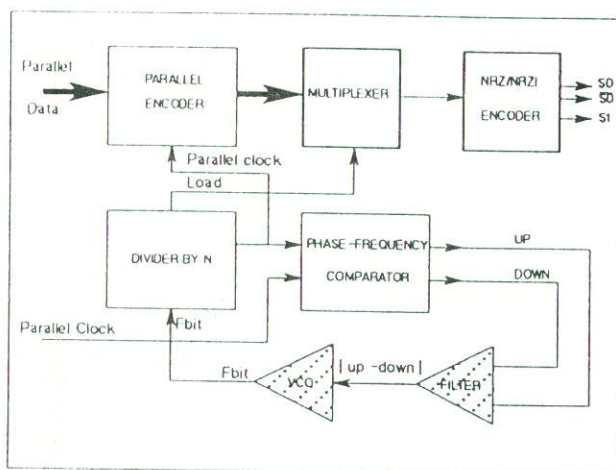 Parallel
Data
PARALLEL
ENCODER
MULTIPLEXER
NRZ/NRZI
ENCODER
S0
S0
S1
Parallel clock
Load
DIVIDER BY N
PHASE-FREQUENCY
COMPARATOR
UP
DOWN
Parallel Clock
Fbit
Fbit
VCO
| up -down |
FILTER